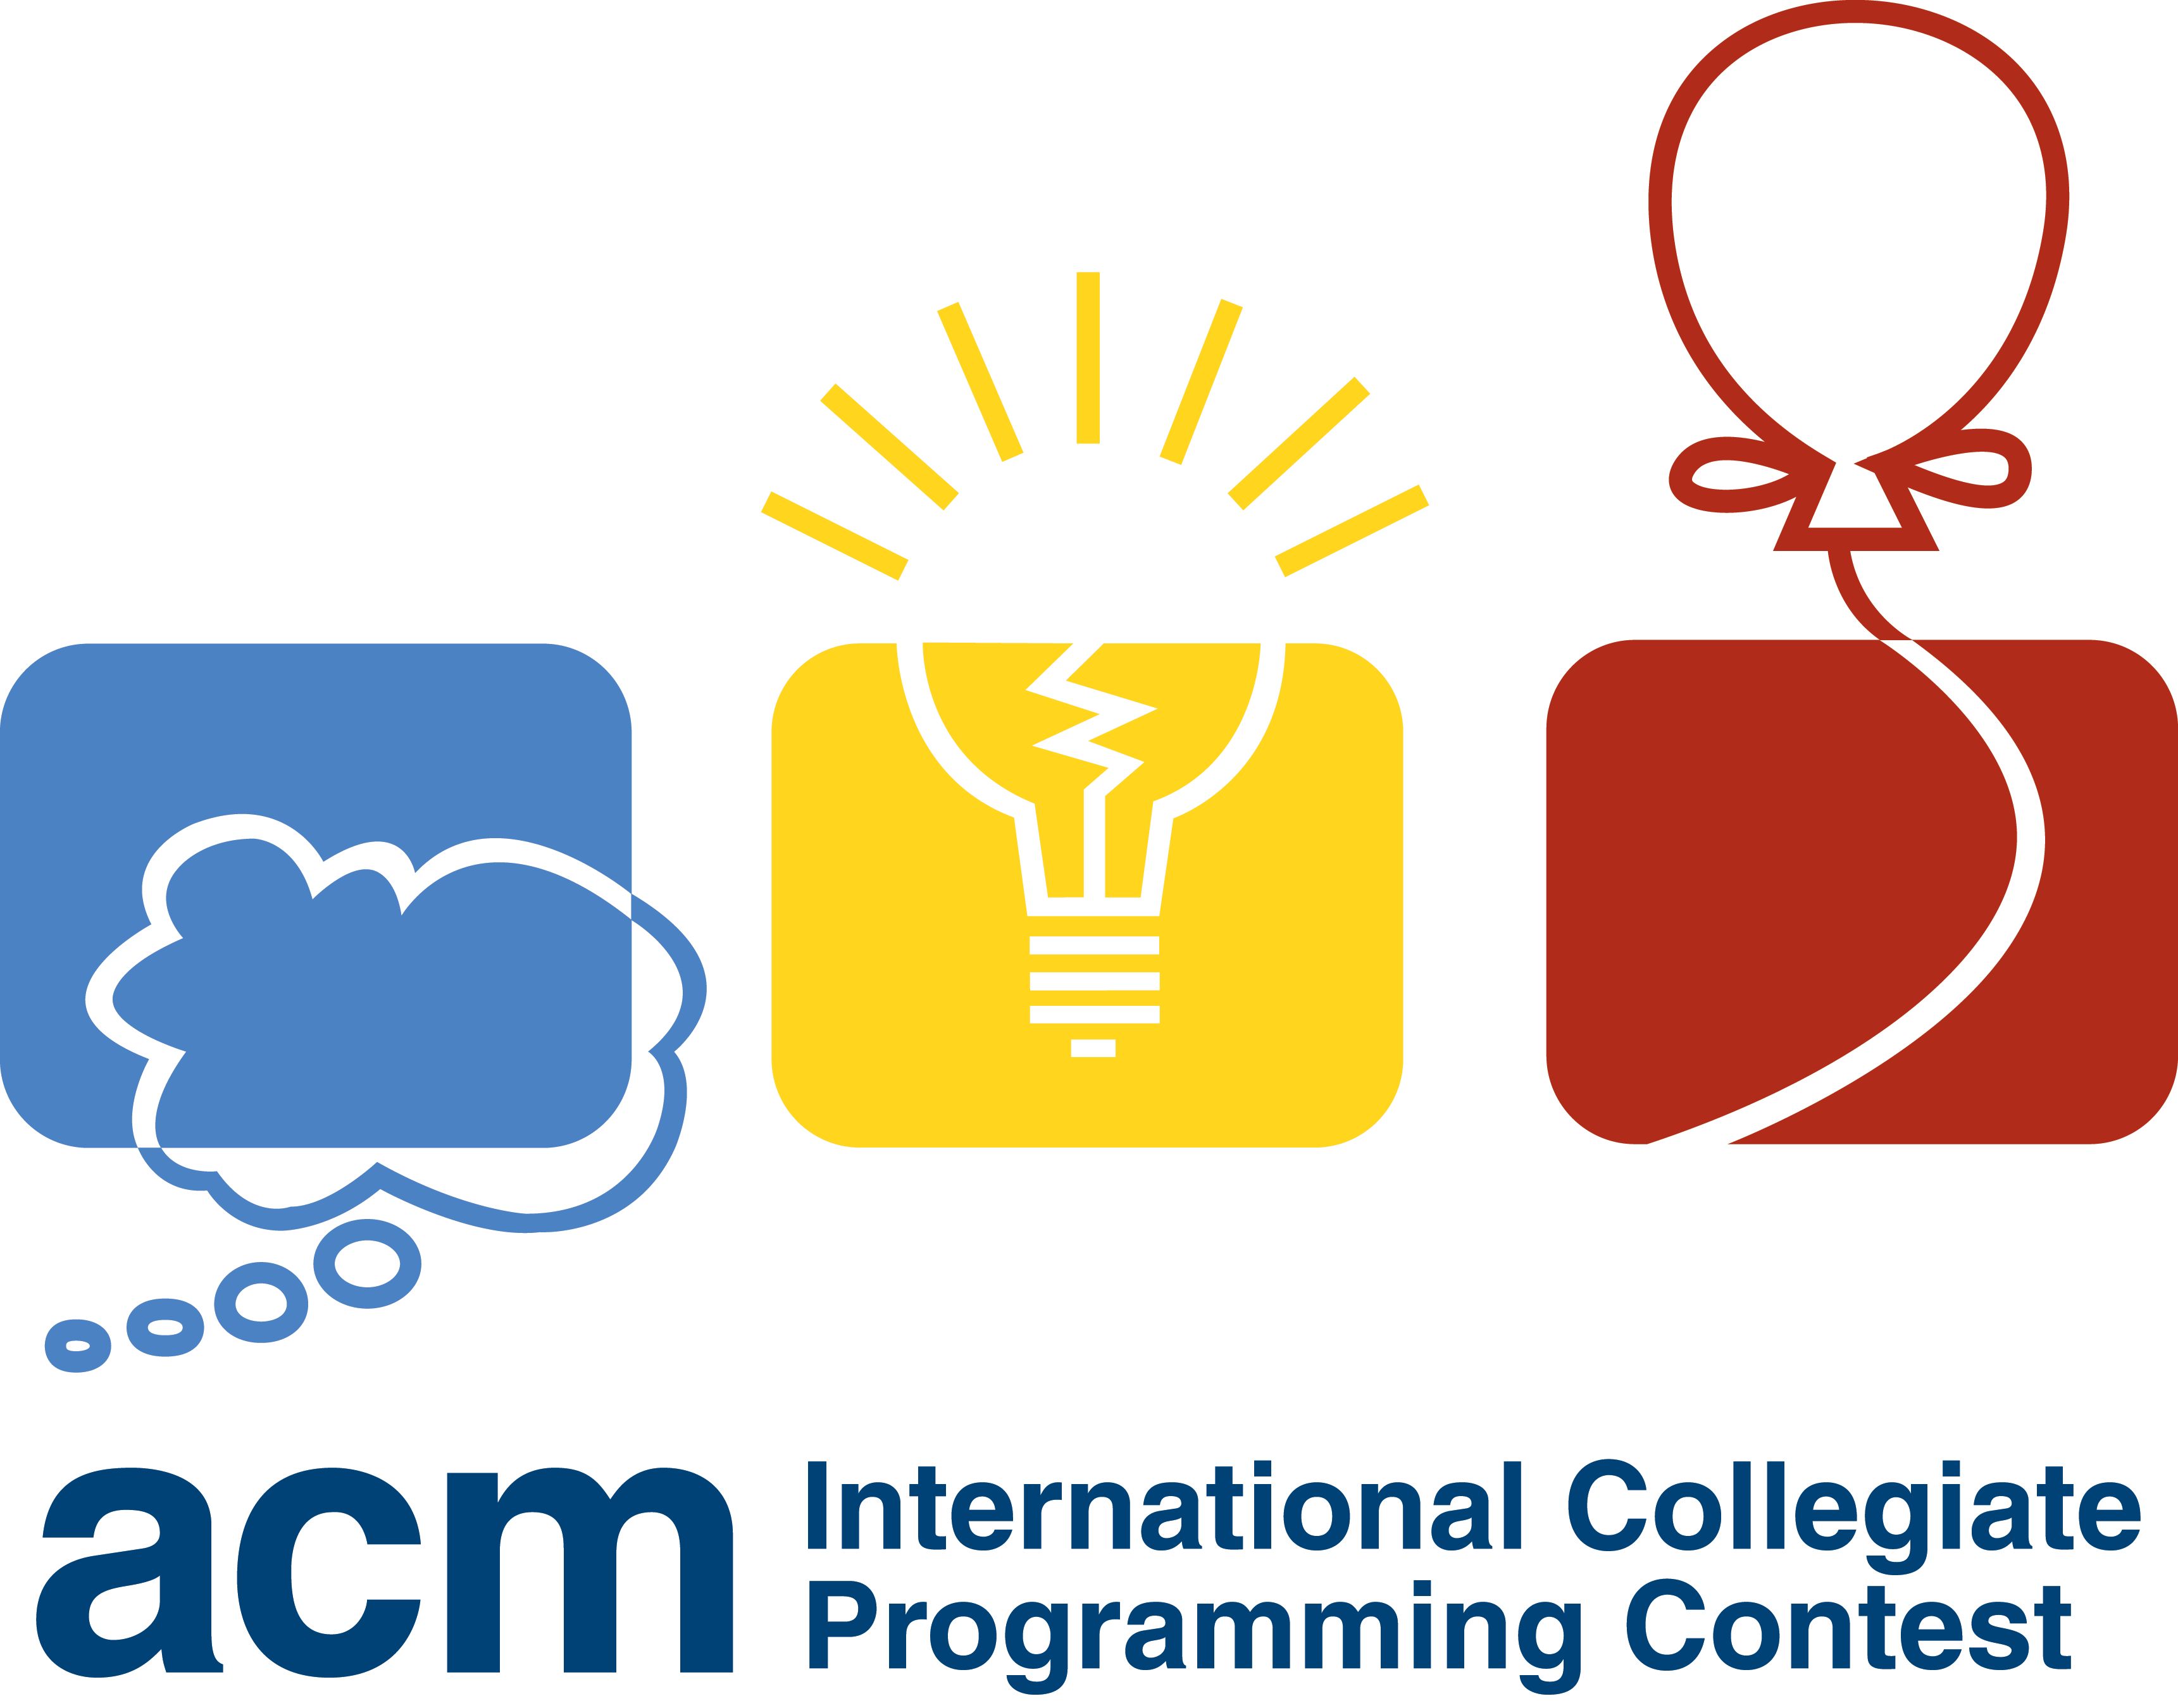 acm
International Collegiate
Programming Contest